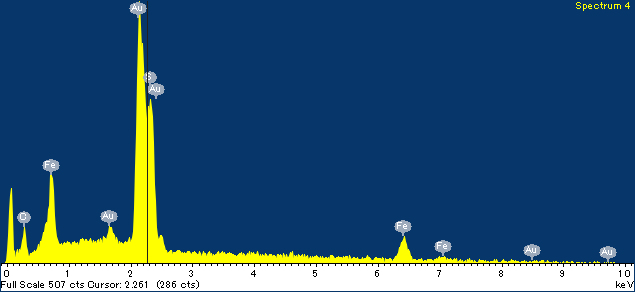 Spectrum 4
Au
S
Au
Fe
C
Au
Fe
Fe
Au
Au
0 1 2 3 4 5 6 7 8 9 10
Full Scale 507 cts Cursor: 2.261 (286 cts) keV